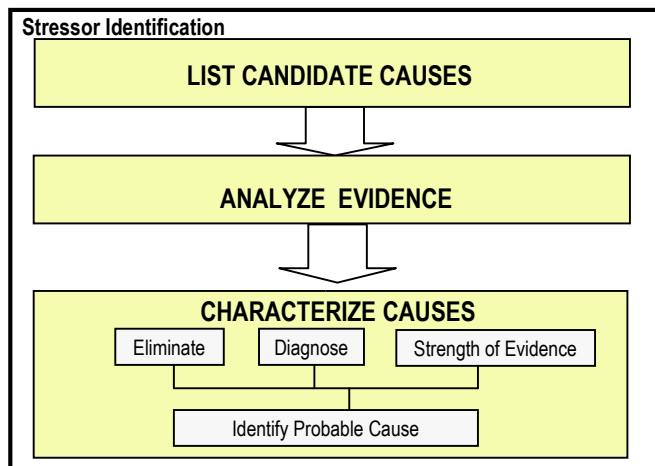 Stressor Identification
LIST CANDIDATE CAUSES
ANALYZE EVIDENCE
CHARACTERIZE CAUSES
Eliminate
Diagnose
Strength of Evidence
Identify Probable Cause